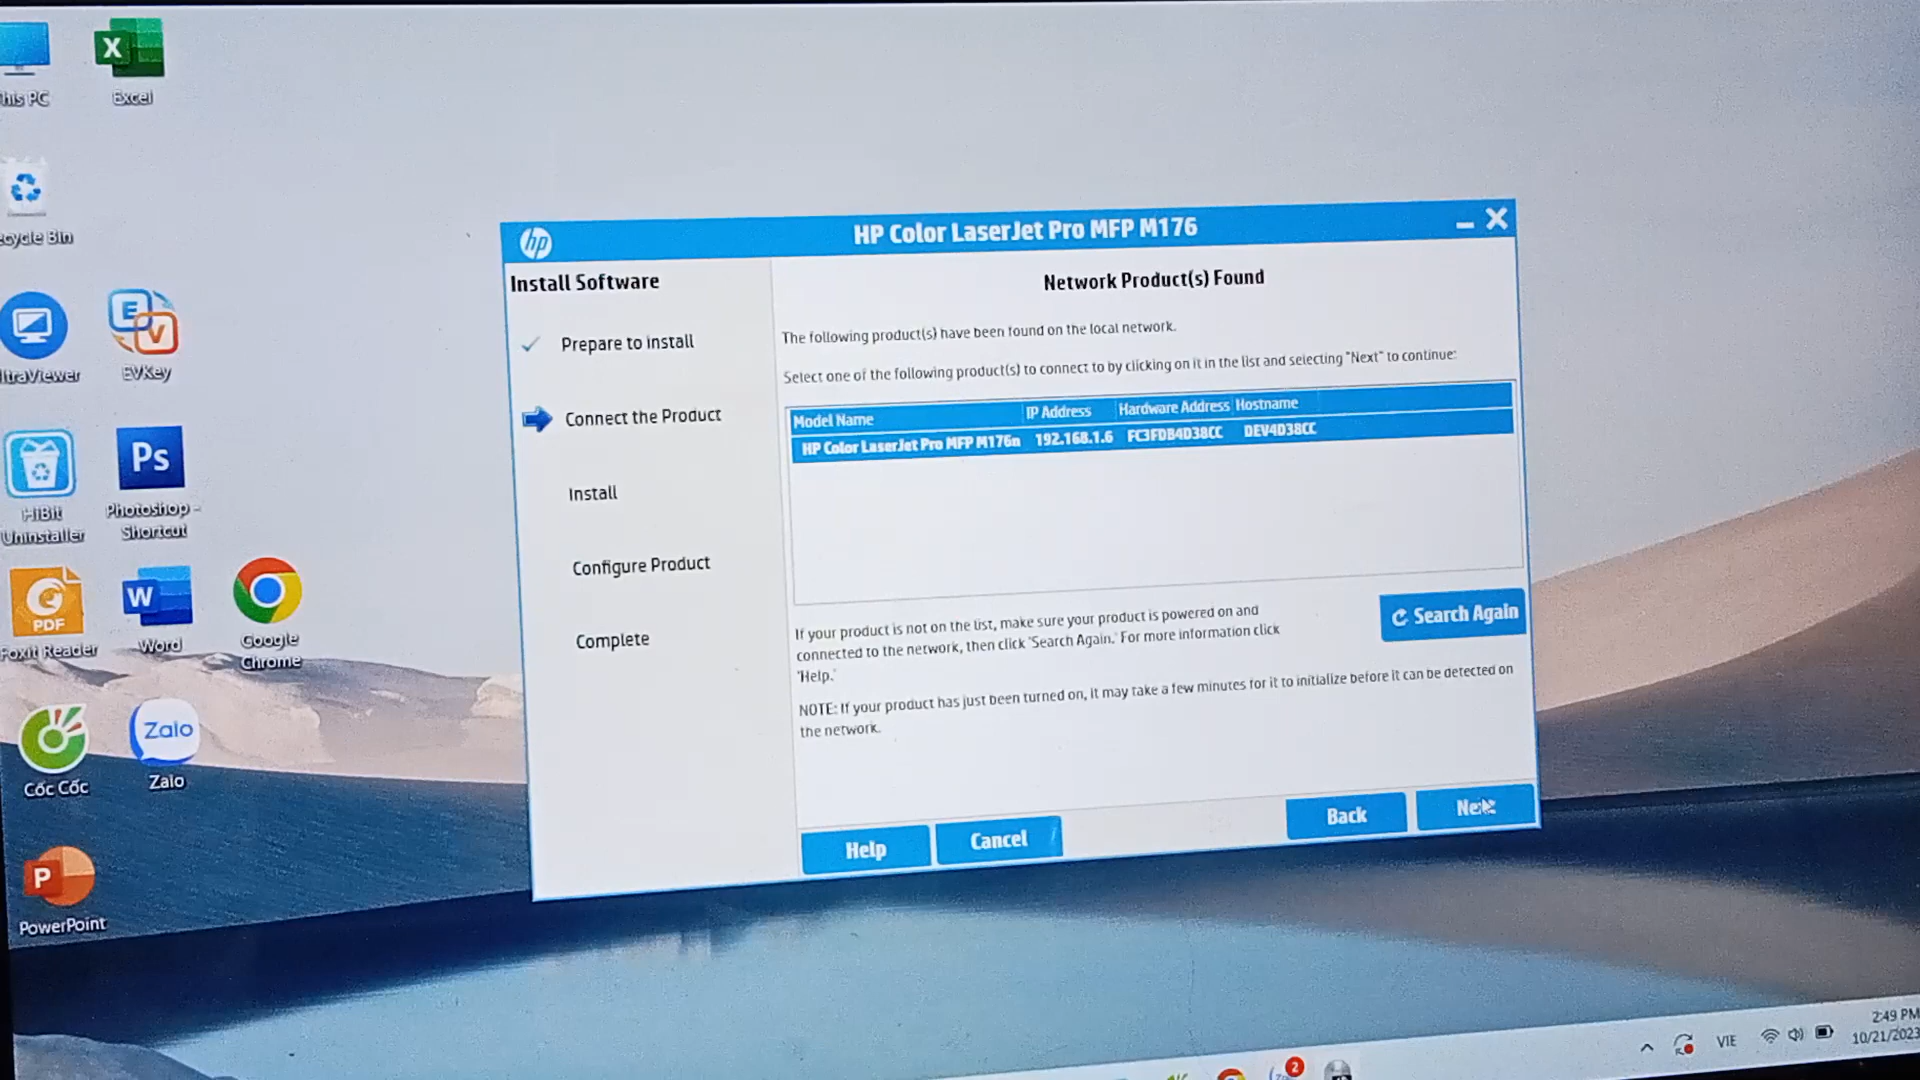 This PC
Excel
Recycle Bin
UltraViewer
EVKey
HiBit
Uninstaller
Ps
Photoshop -
Shortcut
PDF
Foxit Reader
W
Word
Google
Chrome
Cốc Cốc
Zalo
Zalo
P
PowerPoint
X
E
V
hp
HP Color LaserJet Pro MFP M176
Install Software
Prepare to install
Connect the Product
Install
Configure Product
Complete
Network Product(s) Found
The following product(s) have been found on the local network.
Select one of the following product(s) to connect to by clicking on it in the list and selecting "Next" to continue:
Model Name IP Address Hardware Address Hostname
HP Color LaserJet Pro MFP M176n 192.168.1.6 FC3FDB4D38CC DEV4D38CC
If your product is not on the list, make sure your product is powered on and
connected to the network, then click 'Search Again.' For more information click
'Help.'
Search Again
NOTE: If your product has just been turned on, it may take a few minutes for it to initialize before it can be detected on
the network.
Help
Cancel
Back
Next
2
VIE
2:49 PM
10/21/2023